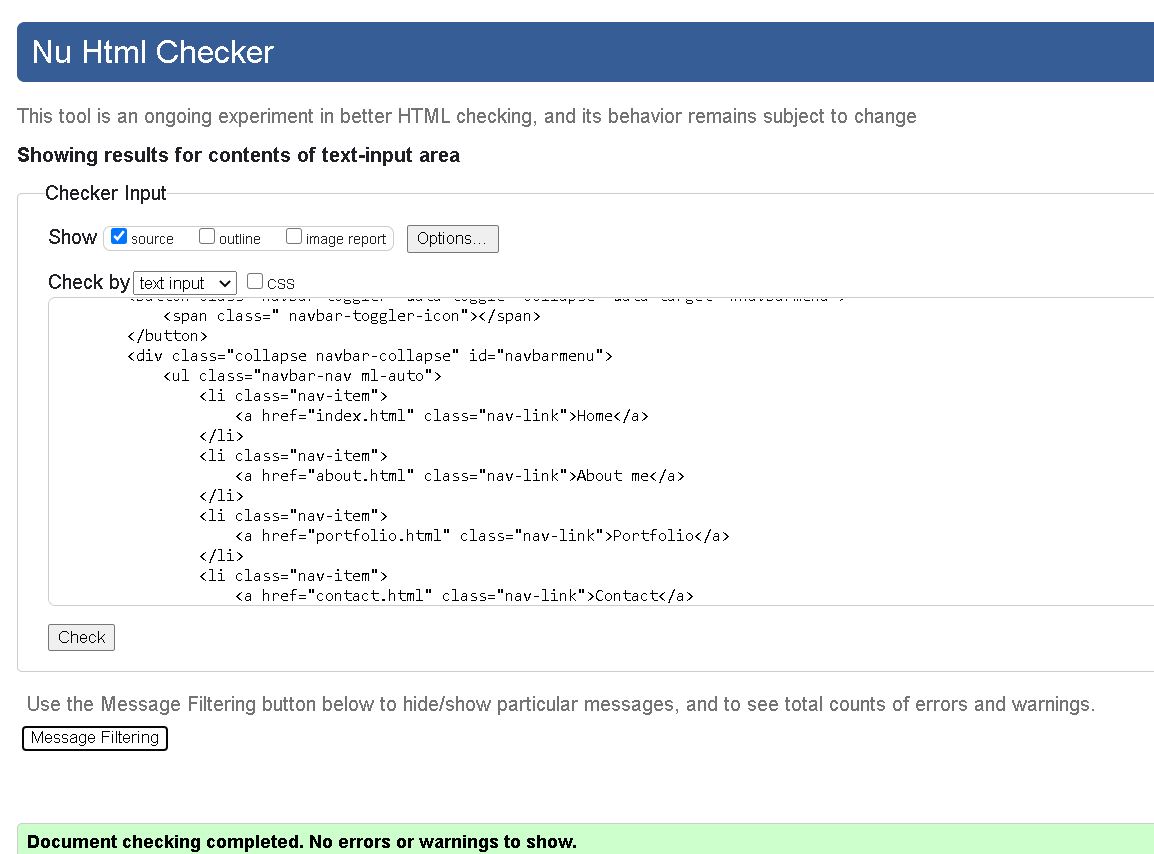 Nu Html Checker
This tool is an ongoing experiment in better HTML checking, and its behavior remains subject to change
Showing results for contents of text-input area
Checker Input
Show source outline image report Options...
Check by text input CSS
<span class=" navbar-toggler-icon"></span>
</button>
<div class="collapse navbar-collapse" id="navbarmenu">
<ul class="navbar-nav ml-auto">
<li class="nav-item">
<a href="index.html" class="nav-link">Home</a>
</li>
<li class="nav-item">
<a href="about.html" class="nav-link">About me</a>
</li>
<li class="nav-item">
<a href="portfolio.html" class="nav-link">Portfolio</a>
</li>
<li class="nav-item">
<a href="contact.html" class="nav-link">Contact</a>
Check
Use the Message Filtering button below to hide/show particular messages, and to see total counts of errors and warnings.
Message Filtering
Document checking completed. No errors or warnings to show.